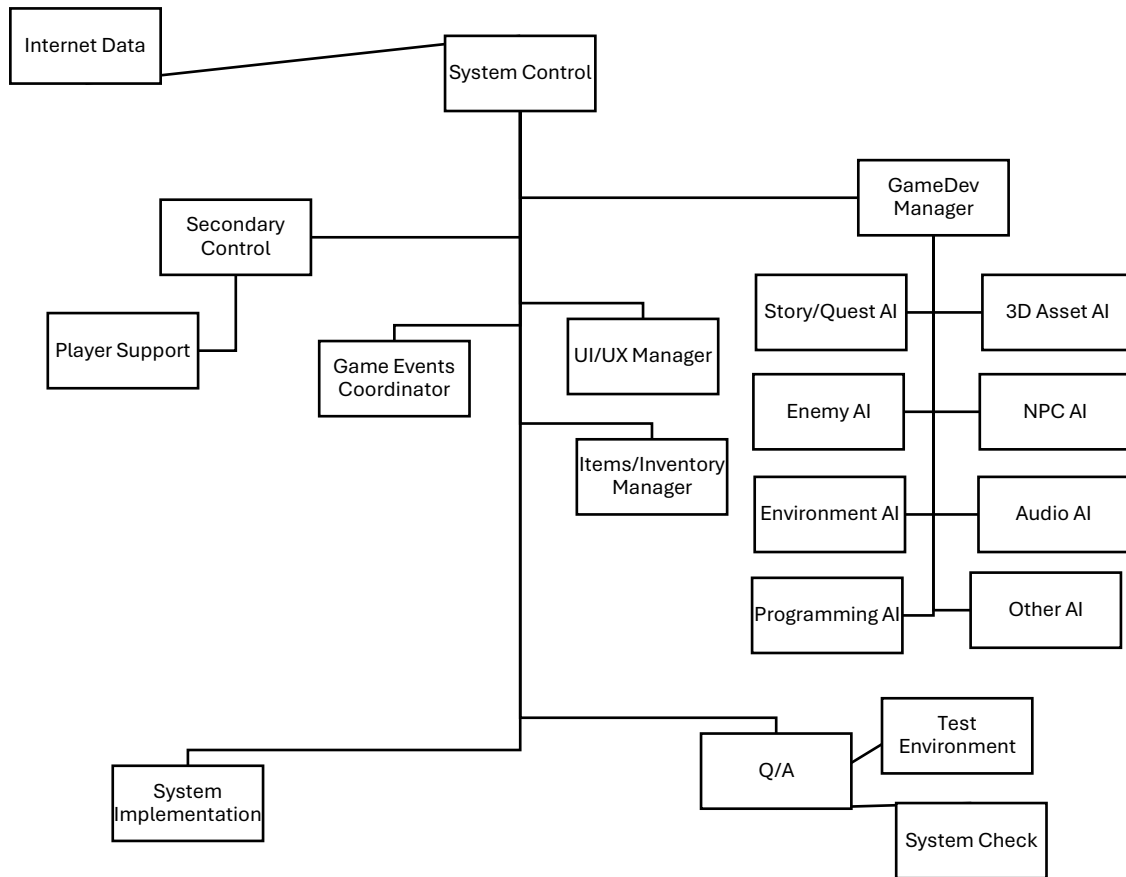 Internet Data
System Control
GameDev
Manager
Secondary
Control
Story/Quest AI
3D Asset AI
Player Support
Game Events
Coordinator
UI/UX Manager
Enemy AI
NPC AI
Items/Inventory
Manager
Environment AI
Audio AI
Programming AI
Other AI
Test
Environment
Q/A
System
Implementation
System Check